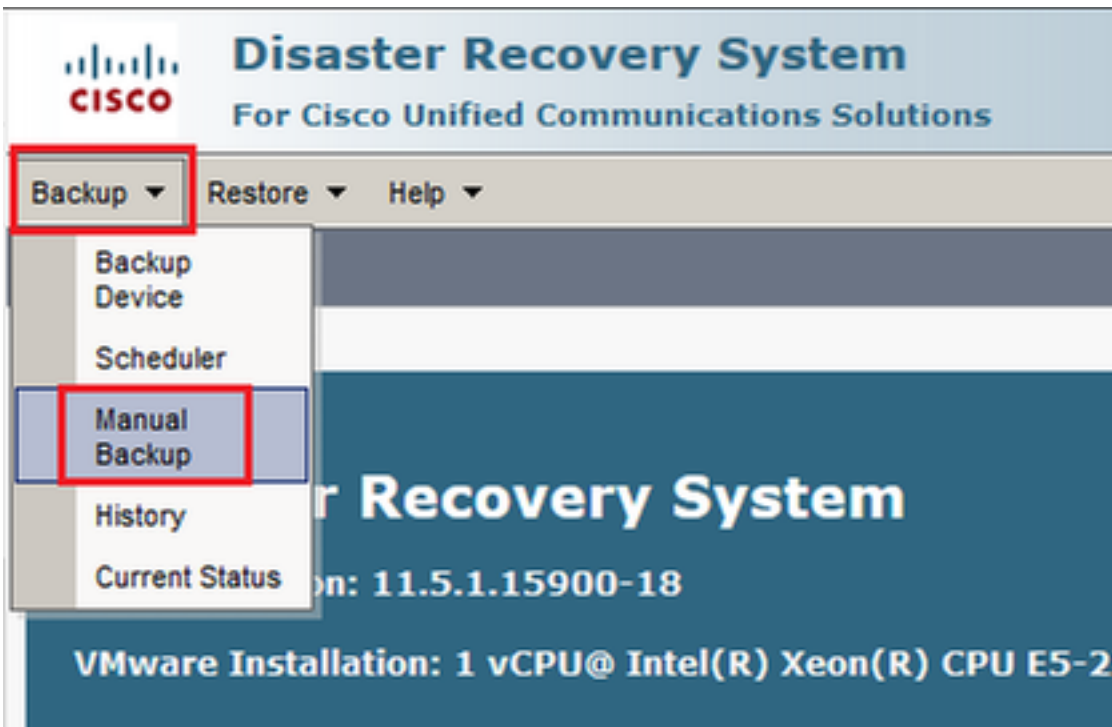 CISCO
Disaster Recovery System
For Cisco Unified Communications Solutions
Backup Restore Help
Backup
Device
Scheduler
Manual
Backup
History
Current Status
r Recovery System
on: 11.5.1.15900-18
VMware Installation: 1 vCPU@ Intel(R) Xeon(R) CPU E5-2